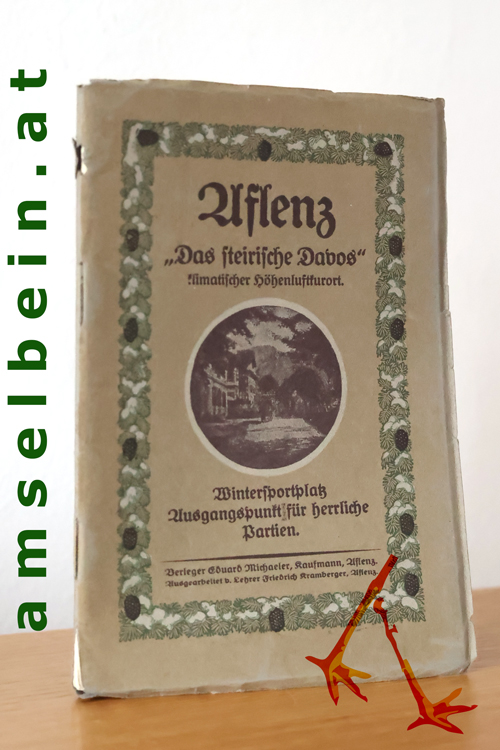 amselbein.at
Aflenz
„Das steirische Davos“
klimatischer Höhenluftkurort.
Wintersportplatz
Ausgangspunkt für herrliche
Partien.
Verleger Eduard Michaeler, Kaufmann, Aflenz.
Ausgearbeitet v. Lehrer Friedrich Kramberger, Aflenz.